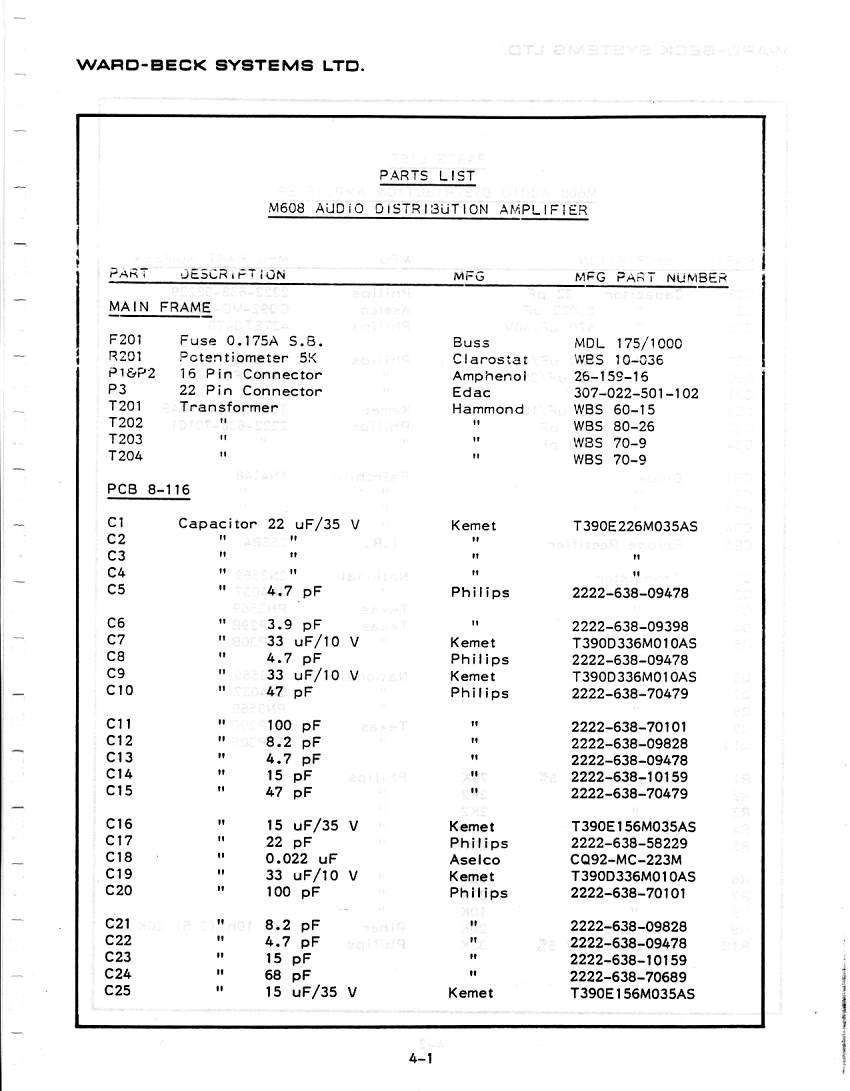 WARD-BECK SYSTEMS LTD.
PARTS LIST
M608 AUDIO DISTRIBUTION AMPLIFIER
PART DESCRIPTION MFG MFG PART NUMBER
MAIN FRAME
F201 Fuse 0.175A S.B. Buss MDL 175/1000
R201 Potentiometer 5K Clarostat WBS 10-036
P1&P2 16 Pin Connector Amphenol 26-159-16
P3 22 Pin Connector Edac 307-022-501-102
T201 Transformer Hammond WBS 60-15
T202 " " WBS 80-26
T203 " " WBS 70-9
T204 " " WBS 70-9
PCB 8-116
C1 Capacitor 22 uF/35 V Kemet T390E226M035AS
C2 " " "
C3 " " " "
C4 " " " "
C5 " 4.7 pF Philips 2222-638-09478
C6 " 3.9 pF " 2222-638-09398
C7 " 33 uF/10 V Kemet T390D336M010AS
C8 " 4.7 pF Philips 2222-638-09478
C9 " 33 uF/10 V Kemet T390D336M010AS
C10 " 47 pF Philips 2222-638-70479
C11 " 100 pF " 2222-638-70101
C12 " 8.2 pF " 2222-638-09828
C13 " 4.7 pF " 2222-638-09478
C14 " 15 pF " 2222-638-10159
C15 " 47 pF " 2222-638-70479
C16 " 15 uF/35 V Kemet T390E156M035AS
C17 " 22 pF Philips 2222-638-58229
C18 " 0.022 uF Aselco CQ92-MC-223M
C19 " 33 uF/10 V Kemet T390D336M010AS
C20 " 100 pF Philips 2222-638-70101
C21 " 8.2 pF " 2222-638-09828
C22 " 4.7 pF " 2222-638-09478
C23 " 15 pF " 2222-638-10159
C24 " 68 pF " 2222-638-70689
C25 " 15 uF/35 V Kemet T390E156M035AS
4-1